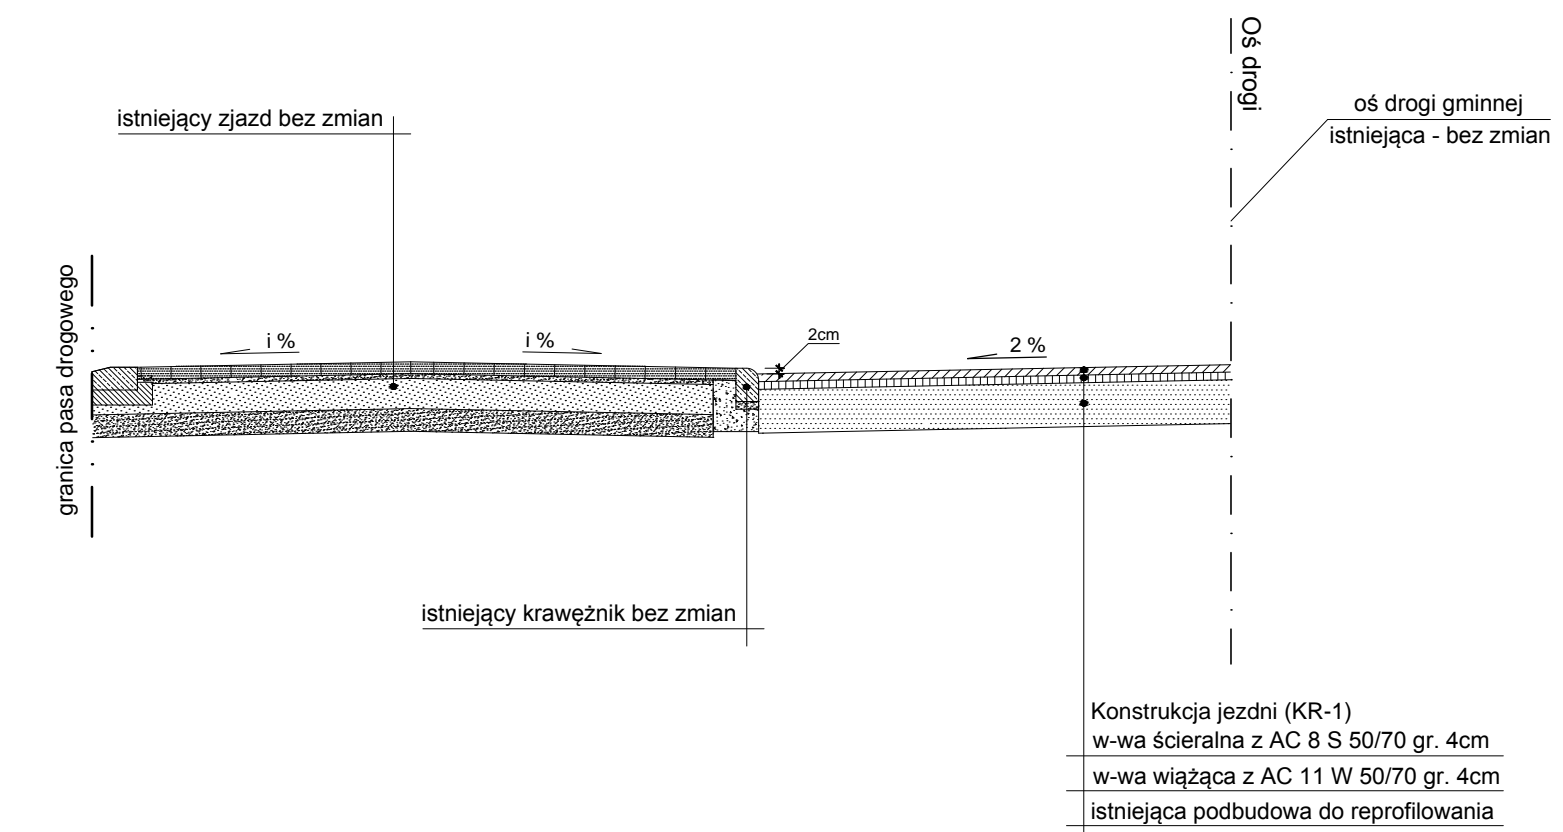 Oś drogi
istniejący zjazd bez zmian
oś drogi gminnej
istniejąca - bez zmian
granica pasa drogowego
i %
i %
2cm
2 %
istniejący krawężnik bez zmian
Konstrukcja jezdni (KR-1)
w-wa ścieralna z AC 8 S 50/70 gr. 4cm
w-wa wiążąca z AC 11 W 50/70 gr. 4cm
istniejąca podbudowa do reprofilowania